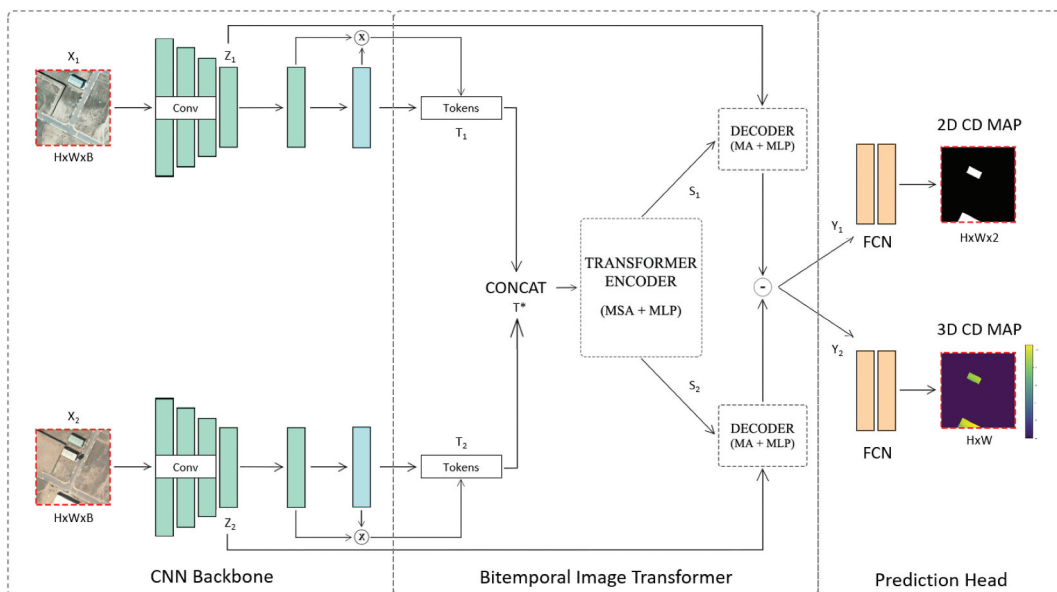 X1
HxWxB
Conv
Z1
x
Tokens
T1
X2
HxWxB
Conv
Z2
x
T2
Tokens
CNN Backbone
CONCAT
T*
TRANSFORMER
ENCODER
(MSA + MLP)
S1
S2
DECODER
(MA + MLP)
-
DECODER
(MA + MLP)
Bitemporal Image Transformer
Y1
FCN
2D CD MAP
HxWx2
Y2
FCN
3D CD MAP
HxW
Prediction Head